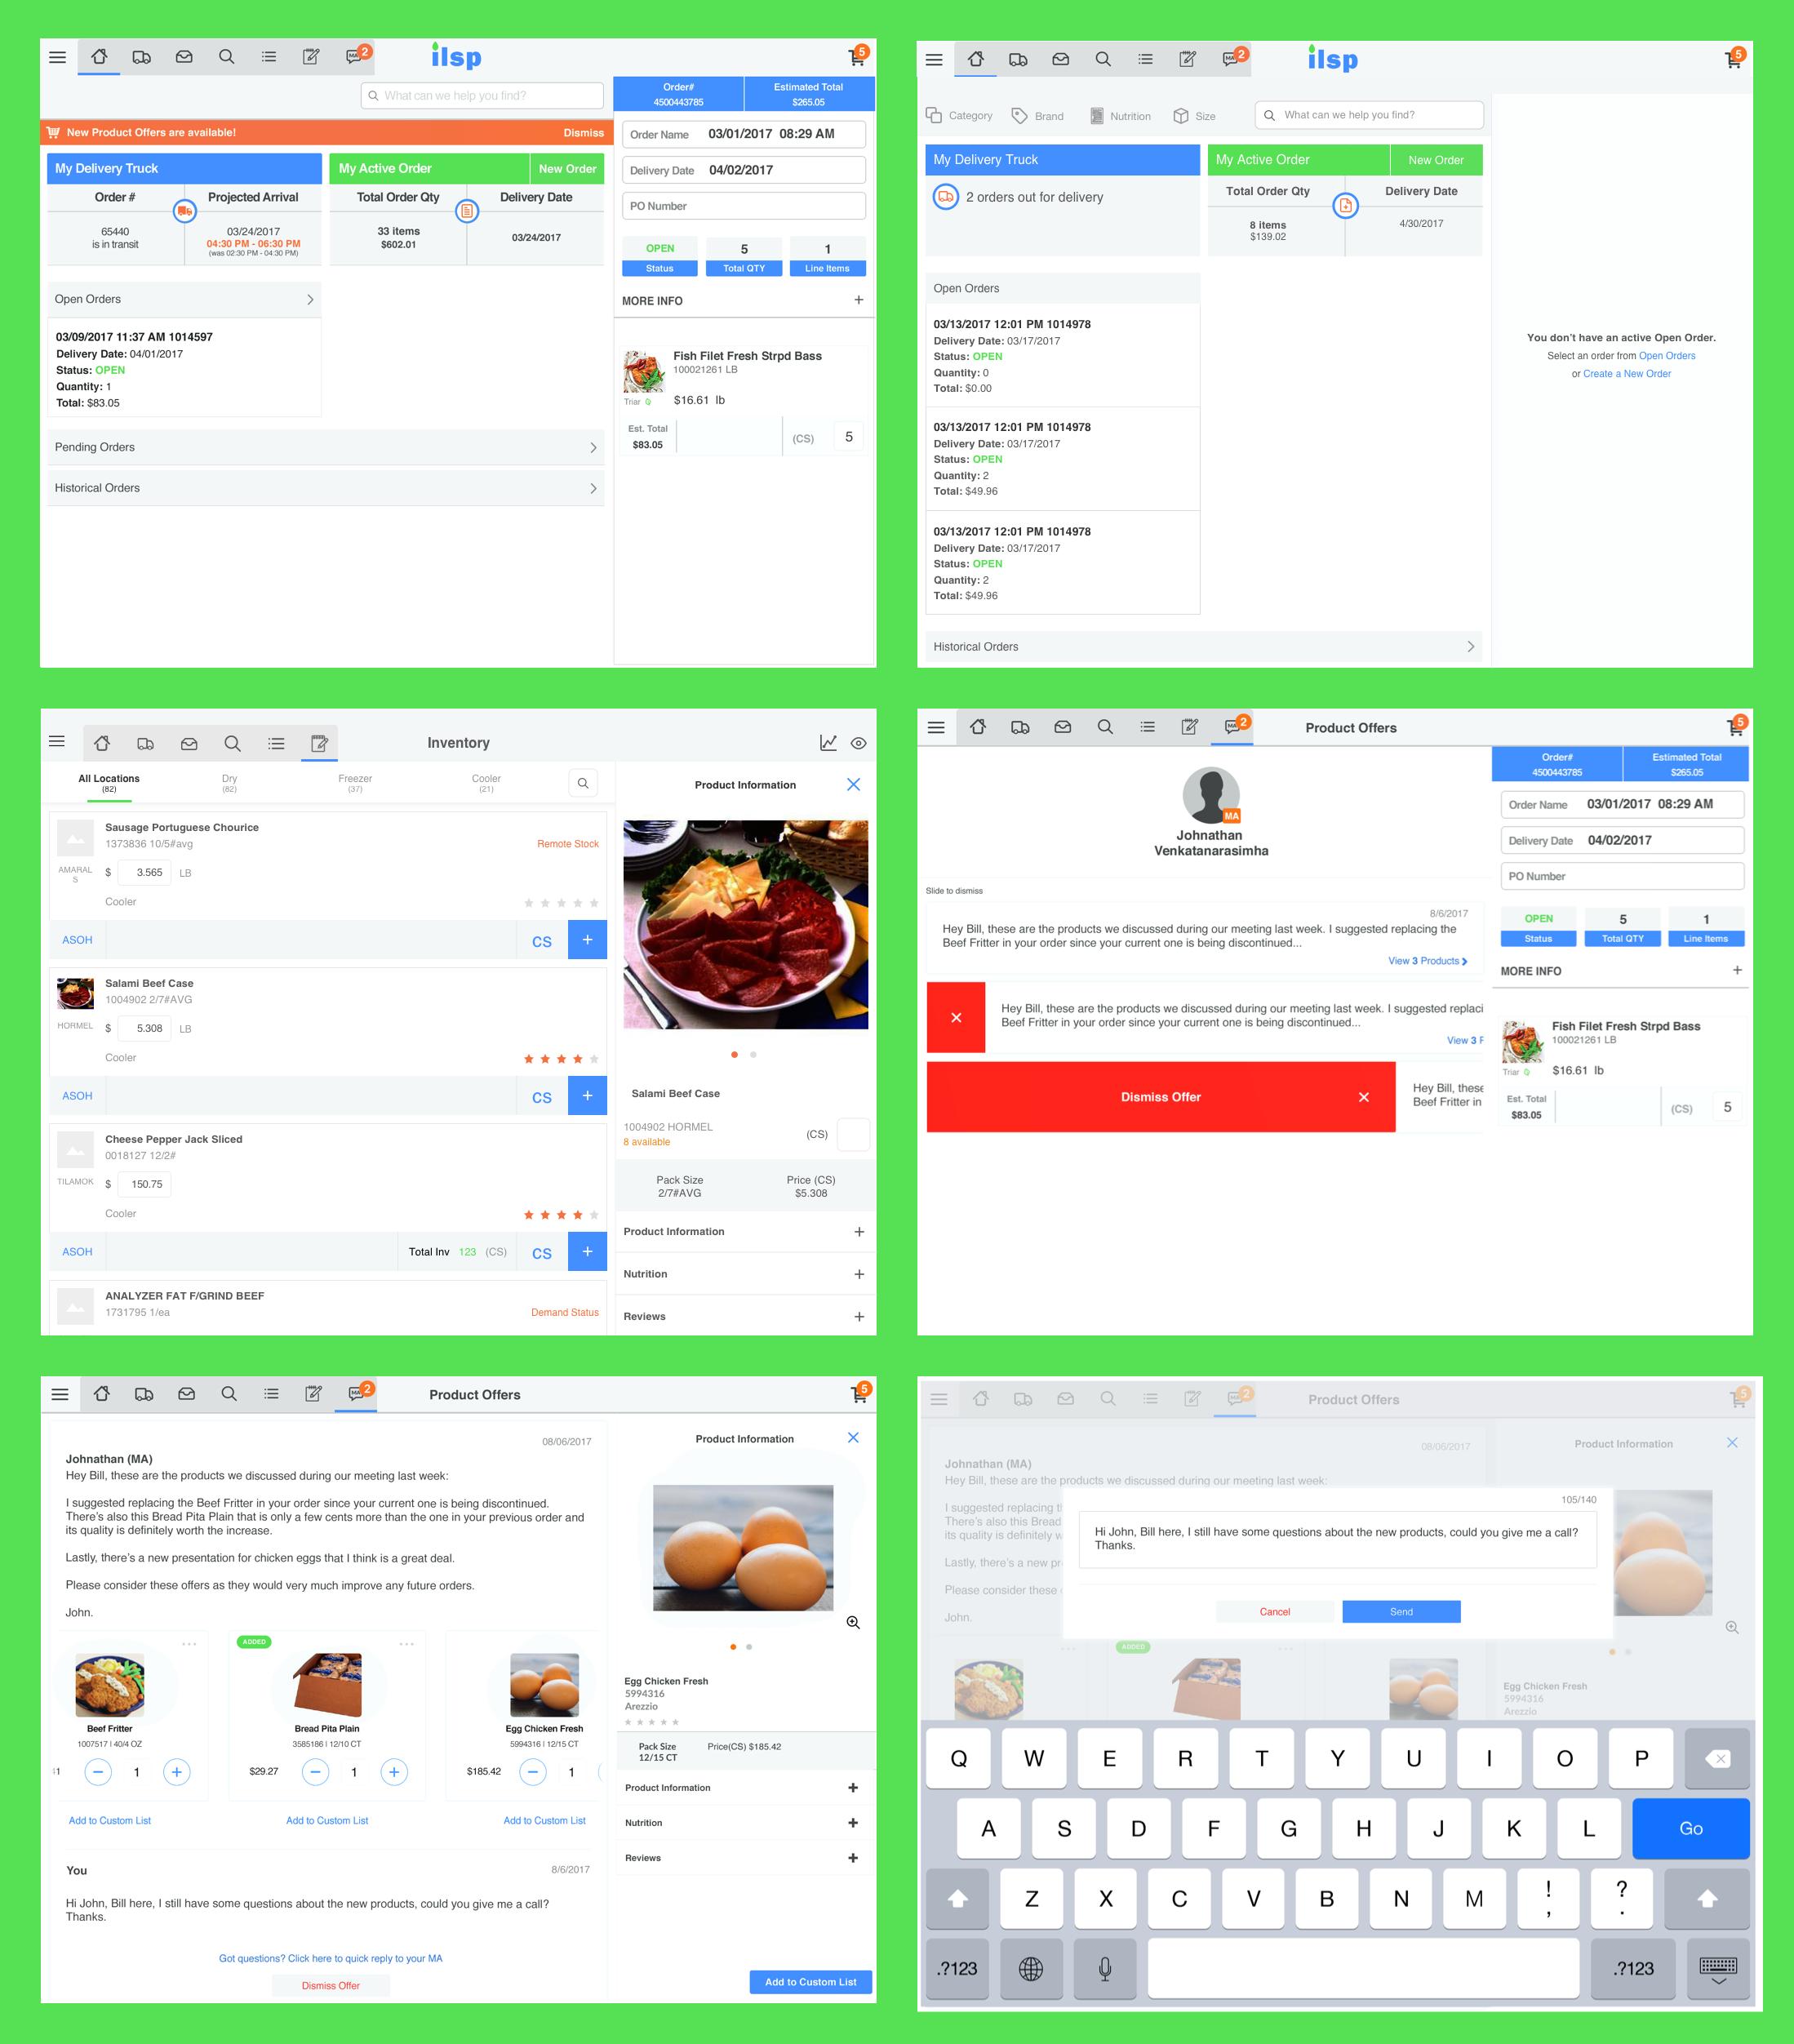 MA 2
ilsp
5
What can we help you find?
New Product Offers are available! Dismiss
My Delivery Truck
Order # Projected Arrival
65440
is in transit
03/24/2017
04:30 PM - 06:30 PM
(was 02:30 PM - 04:30 PM)
My Active Order New Order
Total Order Qty Delivery Date
33 items
$602.01
03/24/2017
Open Orders
03/09/2017 11:37 AM 1014597
Delivery Date: 04/01/2017
Status: OPEN
Quantity: 1
Total: $83.05
Pending Orders
Historical Orders
Order# Estimated Total
4500443785 $265.05
Order Name 03/01/2017 08:29 AM
Delivery Date 04/02/2017
PO Number
OPEN 5 1
Status Total QTY Line Items
MORE INFO +
Fish Filet Fresh Strpd Bass
100021261 LB
Triar
$16.61 lb
Est. Total
$83.05
(CS) 5
MA 2
ilsp
5
Category Brand Nutrition Size
What can we help you find?
My Delivery Truck
2 orders out for delivery
My Active Order New Order
Total Order Qty Delivery Date
8 items
$139.02
4/30/2017
Open Orders
03/13/2017 12:01 PM 1014978
Delivery Date: 03/17/2017
Status: OPEN
Quantity: 0
Total: $0.00
03/13/2017 12:01 PM 1014978
Delivery Date: 03/17/2017
Status: OPEN
Quantity: 2
Total: $49.96
03/13/2017 12:01 PM 1014978
Delivery Date: 03/17/2017
Status: OPEN
Quantity: 2
Total: $49.96
Historical Orders
You don't have an active Open Order.
Select an order from Open Orders
or Create a New Order
Inventory
All Locations
(82)
Dry
(82)
Freezer
(37)
Cooler
(21)
Sausage Portuguese Chourice
1373836 10/5#avg
Remote Stock
AMARAL
S
$ 3.565 LB
Cooler
ASOH CS +
Salami Beef Case
1004902 2/7#AVG
HORMEL
$ 5.308 LB
Cooler
ASOH CS +
Cheese Pepper Jack Sliced
0018127 12/2#
TILAMOK
$ 150.75
Cooler
ASOH Total Inv 123 (CS) CS +
ANALYZER FAT F/GRIND BEEF
1731795 1/ea
Demand Status
Product Information
Salami Beef Case
1004902 HORMEL
8 available
(CS)
Pack Size
2/7#AVG
Price (CS)
$5.308
Product Information +
Nutrition +
Reviews +
MA 2
Product Offers
5
MA
Johnathan
Venkatanarasimha
Slide to dismiss
8/6/2017
Hey Bill, these are the products we discussed during our meeting last week. I suggested replacing the
Beef Fritter in your order since your current one is being discontinued...
View 3 Products
Hey Bill, these are the products we discussed during our meeting last week. I suggested replaci
Beef Fritter in your order since your current one is being discontinued...
View 3 F
Dismiss Offer
Hey Bill, these
Beef Fritter in
Order# Estimated Total
4500443785 $265.05
Order Name 03/01/2017 08:29 AM
Delivery Date 04/02/2017
PO Number
OPEN 5 1
Status Total QTY Line Items
MORE INFO +
Fish Filet Fresh Strpd Bass
100021261 LB
Triar
$16.61 lb
Est. Total
$83.05
(CS) 5
MA 2
Product Offers
5
08/06/2017
Johnathan (MA)
Hey Bill, these are the products we discussed during our meeting last week:
I suggested replacing the Beef Fritter in your order since your current one is being discontinued.
There's also this Bread Pita Plain that is only a few cents more than the one in your previous order and
its quality is definitely worth the increase.
Lastly, there's a new presentation for chicken eggs that I think is a great deal.
Please consider these offers as they would very much improve any future orders.
John.
Beef Fritter
1007517 | 40/4 OZ
1 − 1 +
Add to Custom List
ADDED
Bread Pita Plain
3585186 | 12/10 CT
$29.27 − 1 +
Add to Custom List
Egg Chicken Fresh
5994316 | 12/15 CT
$185.42 − 1
Add to Custom List
You 8/6/2017
Hi John, Bill here, I still have some questions about the new products, could you give me a call?
Thanks.
Got questions? Click here to quick reply to your MA
Dismiss Offer
Product Information
Egg Chicken Fresh
5994316
Arezzio
Pack Size
12/15 CT
Price(CS) $185.42
Product Information +
Nutrition +
Reviews +
Add to Custom List
MA 2
Product Offers
5
08/06/2017
Johnathan (MA)
Hey Bill, these are the products we discussed during our meeting last week:
I suggested replacing t
There's also this Bread
its quality is definitely w
Lastly, there's a new pr
Please consider these
John.
ADDED
Product Information
Egg Chicken Fresh
5994316
Arezzio
105/140
Hi John, Bill here, I still have some questions about the new products, could you give me a call?
Thanks.
Cancel Send
Q W E R T Y U I O P
A S D F G H J K L Go
Z X C V B N M ! , ? .
.?123 .?123